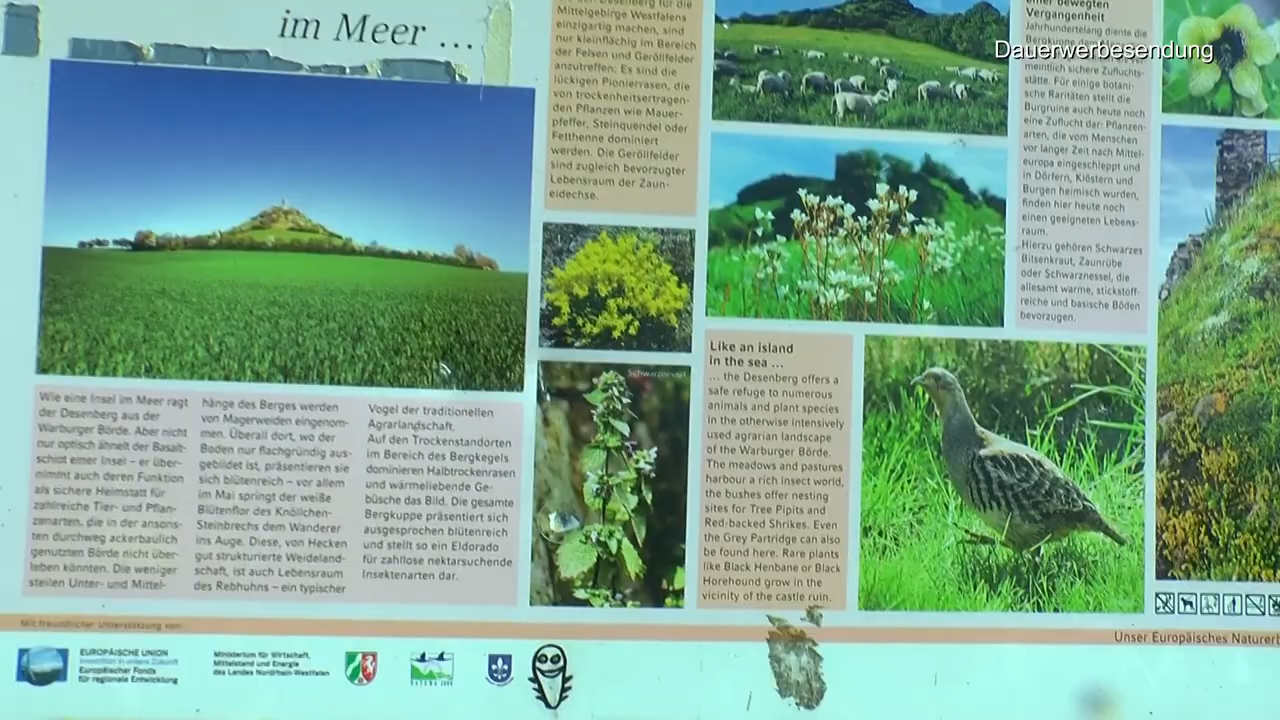 im Meer ...
Dauerwerbesendung
Wie eine Insel im Meer ragt
der Desenberg aus der
Warburger Börde. Aber nicht
nur optisch ähnelt der Basalt-
schlot einer Insel – er über-
nimmt auch deren Funktion
als sichere Heimstatt für
zahlreiche Tier- und Pflan-
zenarten, die in der ansons-
ten durchweg ackerbaulich
genutzten Börde nicht über-
leben könnten. Die weniger
steilen Unter- und Mittel-
hänge des Berges werden
von Magerweiden eingenom-
men. Überall dort, wo der
Boden nur flachgründig aus-
gebildet ist, präsentieren sie
sich blütenreich – vor allem
im Mai springt der weiße
Blütenflor des Knöllchen-
Steinbrechs dem Wanderer
ins Auge. Diese, von Hecken
gut strukturierte Weideland-
schaft, ist auch Lebensraum
des Rebhuhns – ein typischer
Vogel der traditionellen
Agrarlandschaft.
Auf den Trockenstandorten
im Bereich des Bergkegels
dominieren Halbtrockenrasen
und wärmeliebende Ge-
büsche das Bild. Die gesamte
Bergkuppe präsentiert sich
ausgesprochen blütenreich
und stellt so ein Eldorado
für zahllose nektarsuchende
Insektenarten dar.
den Desenberg für die
Mittelgebirge Westfalens
einzigartig machen, sind
nur kleinflächig im Bereich
der Felsen und Geröllfelder
anzutreffen: Es sind die
lückigen Pionierrasen, die
von trockenheitsertragen-
den Pflanzen wie Mauer-
pfeffer, Steinquendel oder
Fetthenne dominiert
werden. Die Geröllfelder
sind zugleich bevorzugter
Lebensraum der Zaun-
eidechse.
Schwarznessel
Like an island
in the sea ...
... the Desenberg offers a
safe refuge to numerous
animals and plant species
in the otherwise intensively
used agrarian landscape
of the Warburger Börde.
The meadows and pastures
harbour a rich insect world,
the bushes offer nesting
sites for Tree Pipits and
Red-backed Shrikes. Even
the Grey Partridge can also
be found here. Rare plants
like Black Henbane or Black
Horehound grow in the
vicinity of the castle ruin.
einer bewegten
Vergangenheit
Jahrhundertelang diente die
meintlich sichere Zufluchts-
stätte. Für einige botani-
sche Raritäten stellt die
Burgruine auch heute noch
eine Zuflucht dar: Pflanzen-
arten, die vom Menschen
vor langer Zeit nach Mittel-
europa eingeschleppt und
in Dörfern, Klöstern und
Burgen heimisch wurden,
finden hier heute noch
einen geeigneten Lebens-
raum.
Hierzu gehören Schwarzes
Bilsenkraut, Zaunrübe
oder Schwarznessel, die
allesamt warme, stickstoff-
reiche und basische Böden
bevorzugen.
Mit freundlicher Unterstützung von:
Unser Europäisches Naturerb
EUROPÄISCHE UNION
Investition in unsere Zukunft
Europäischer Fonds
für regionale Entwicklung
Ministerium für Wirtschaft,
Mittelstand und Energie
des Landes Nordrhein-Westfalen